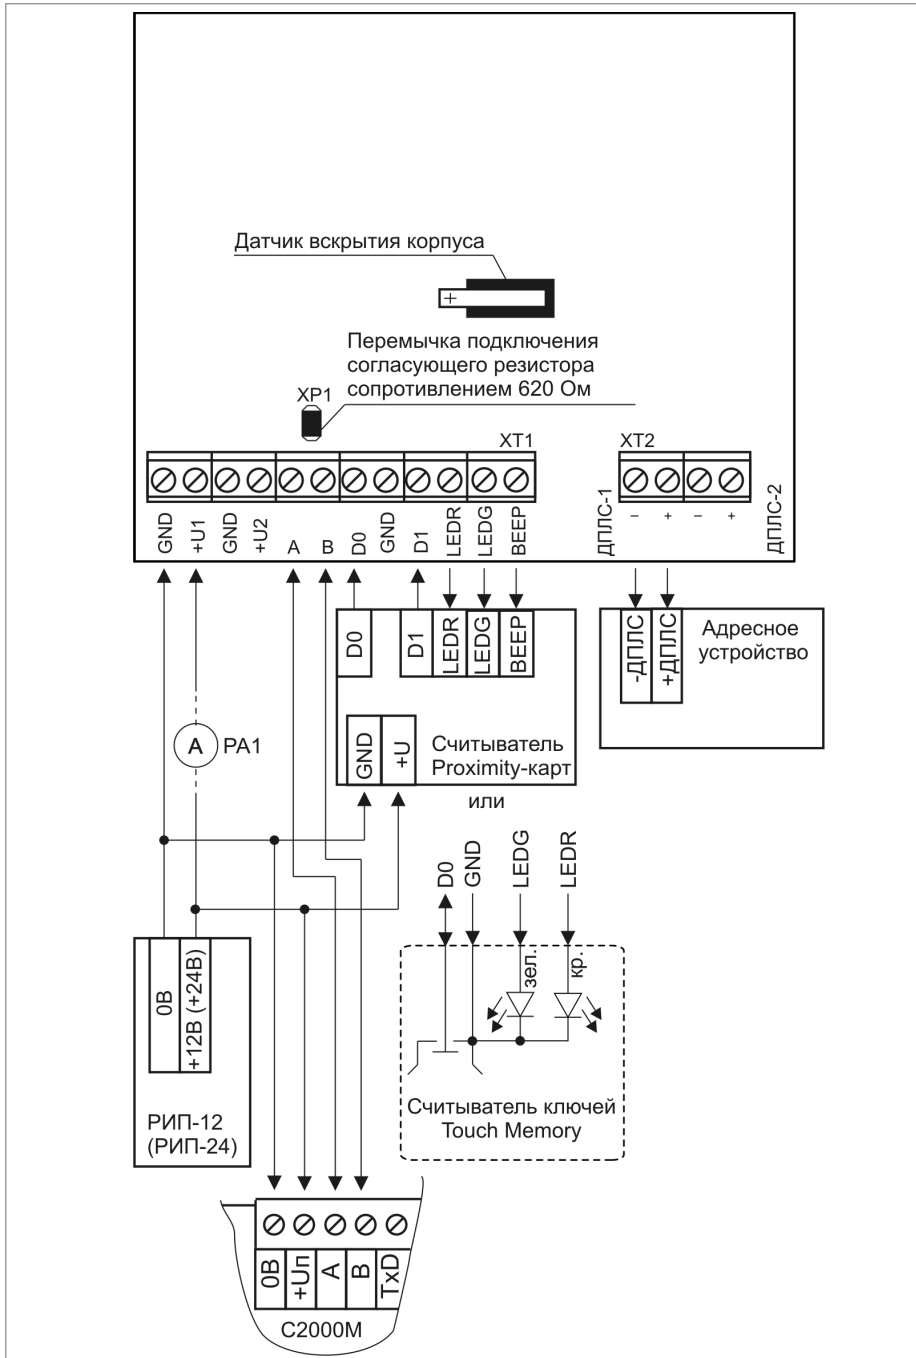 Датчик вскрытия корпуса
+
Перемычка подключения
согласующего резистора
сопротивлением 620 Ом
XP1
XT1
XT2
GND
+U1
GND
+U2
A
B
D0
GND
D1
LEDR
LEDG
BEEP
ДПЛС-1
–
+
–
+
ДПЛС-2
D0
D1
LEDR
LEDG
BEEP
-ДПЛС
+ДПЛС
Адресное
устройство
A
PA1
GND
+U
Считыватель
Proximity-карт
или
D0
GND
LEDG
LEDR
зел.
кр.
Считыватель ключей
Touch Memory
0В
+12В (+24В)
РИП-12
(РИП-24)
0В
+Uп
A
B
TxD
С2000М